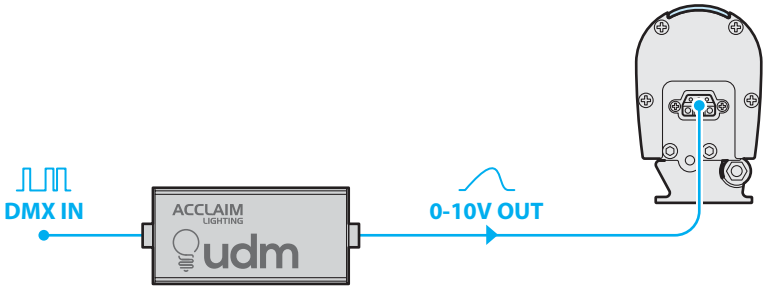 DMX IN
ACCLAIM
LIGHTING
udm
0-10V OUT